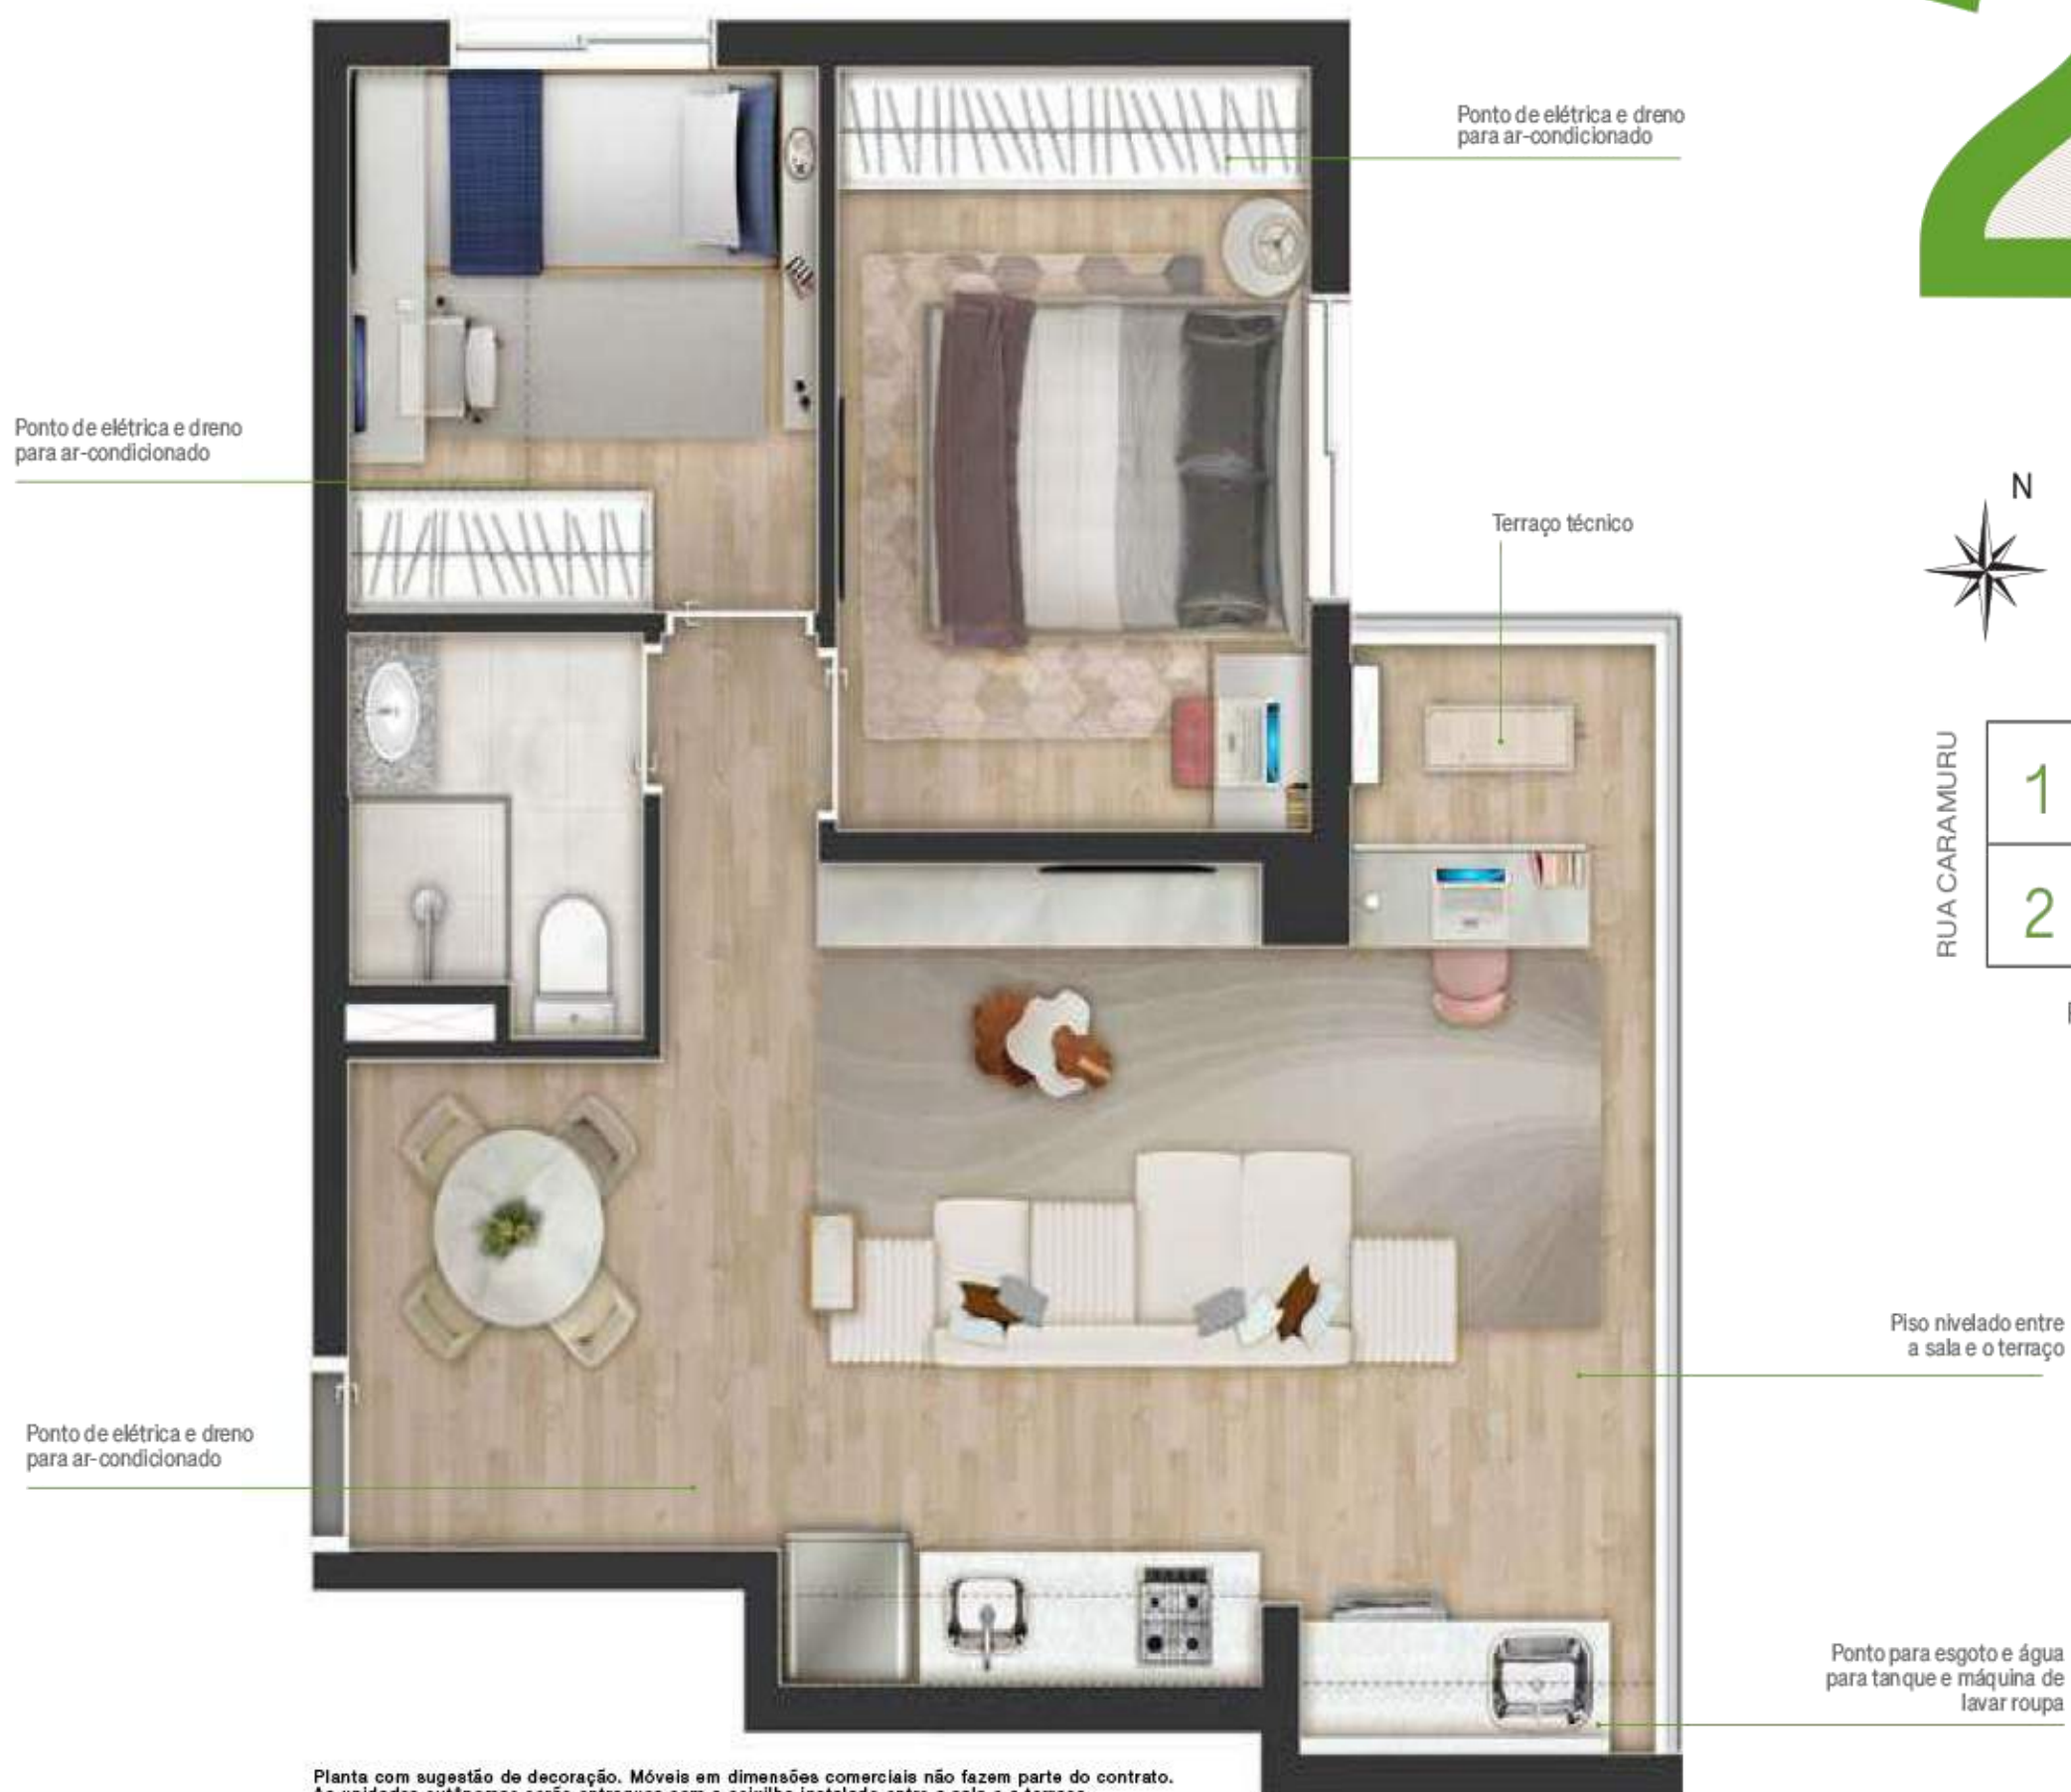 Ponto de elétrica e dreno
para ar-condicionado
Ponto de elétrica e dreno
para ar-condicionado
N
Terraço técnico
RUA CARAMURU
1
2
Piso nivelado entre
a sala e o terraço
Ponto de elétrica e dreno
para ar-condicionado
Ponto para esgoto e água
para tanque e máquina de
lavar roupa
Planta com sugestão de decoração. Móveis em dimensões comerciais não fazem parte do contrato.